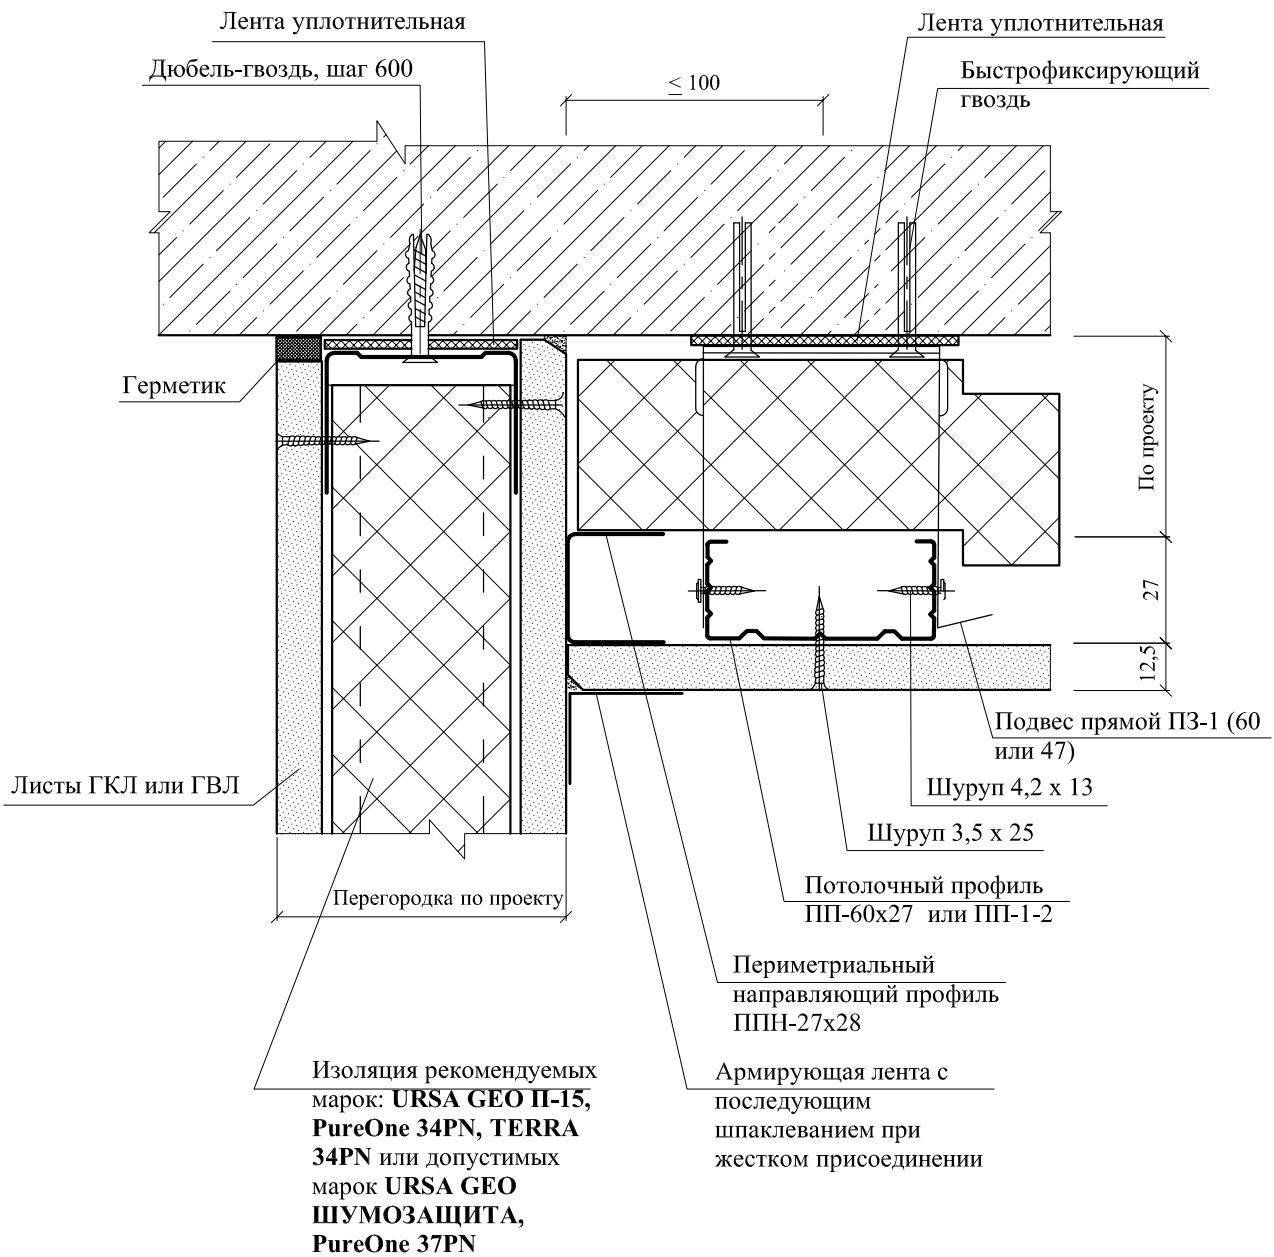 Лента уплотнительная
Дюбель-гвоздь, шаг 600
≤ 100
Лента уплотнительная
Быстрофиксирующий
гвоздь
Герметик
По проекту
27
12,5
Подвес прямой ПЗ-1 (60
или 47)
Листы ГКЛ или ГВЛ
Шуруп 4,2 х 13
Шуруп 3,5 х 25
Перегородка по проекту
Потолочный профиль
ПП-60х27 или ПП-1-2
Периметриальный
направляющий профиль
ППН-27х28
Изоляция рекомендуемых
марок: URSA GEO П-15,
PureOne 34PN, TERRA
34PN или допустимых
марок URSA GEO
ШУМОЗАЩИТА,
PureOne 37PN
Армирующая лента с
последующим
шпаклеванием при
жестком присоединении